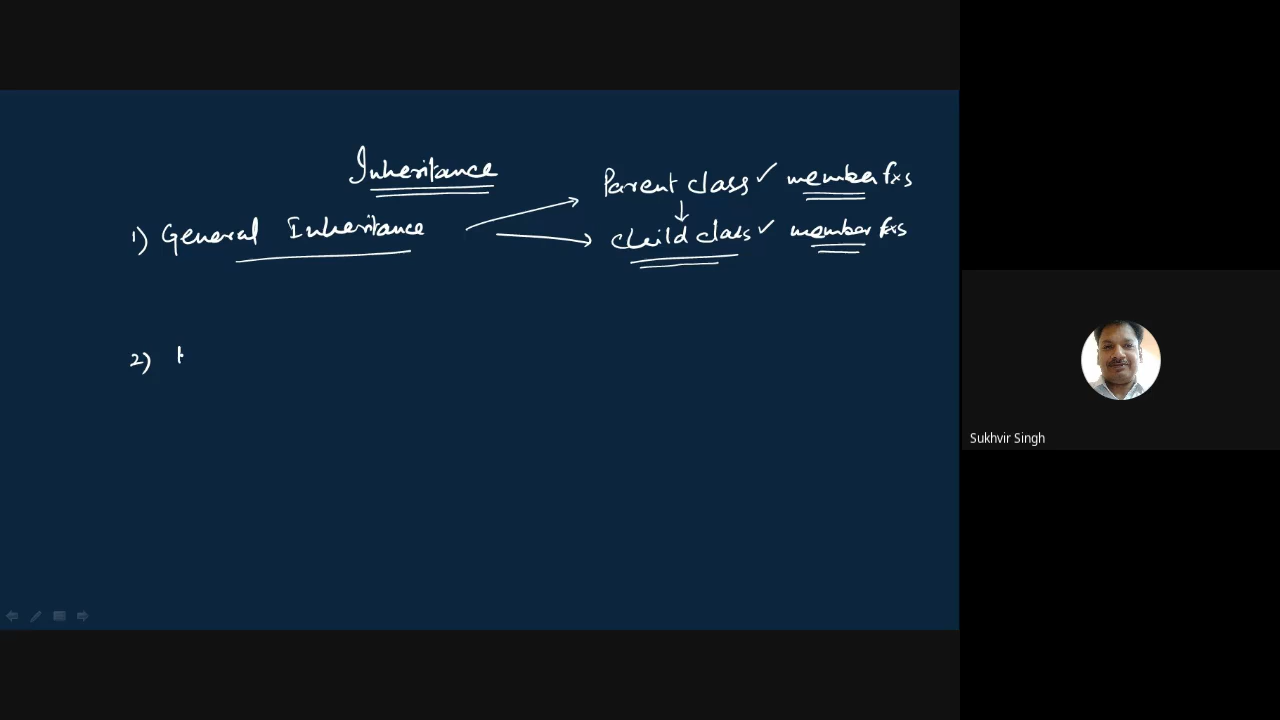 Inheritance
Parent class ✓ member fxs
1) General Inheritance
child class ✓ member fxs
2)
Sukhvir Singh